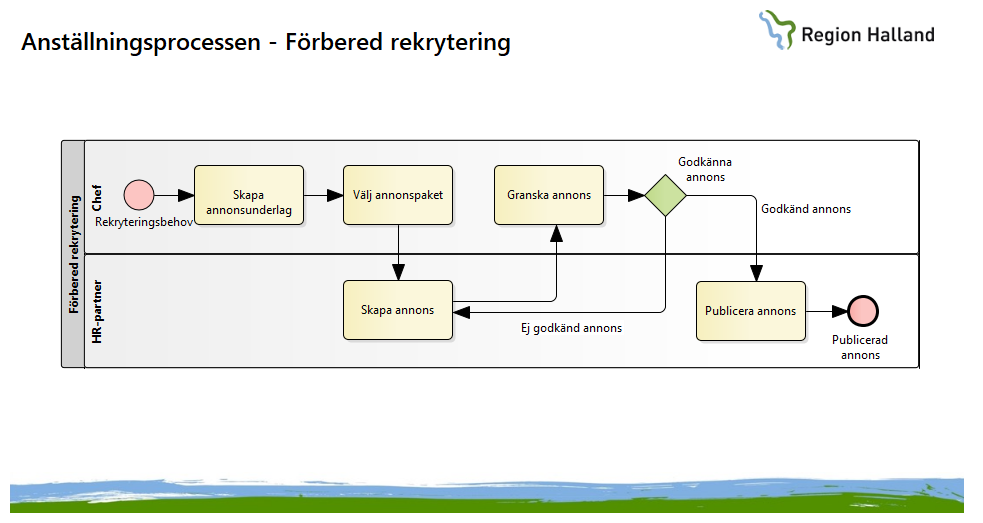 Anställningsprocessen - Förbered rekrytering
Region Halland
Förbered rekrytering
Chef
Rekryteringsbehov
Skapa
annonsunderlag
Välj annonspaket
Granska annons
Godkänna
annons
Godkänd annons
HR-partner
Skapa annons
Ej godkänd annons
Publicera annons
Publicerad
annons